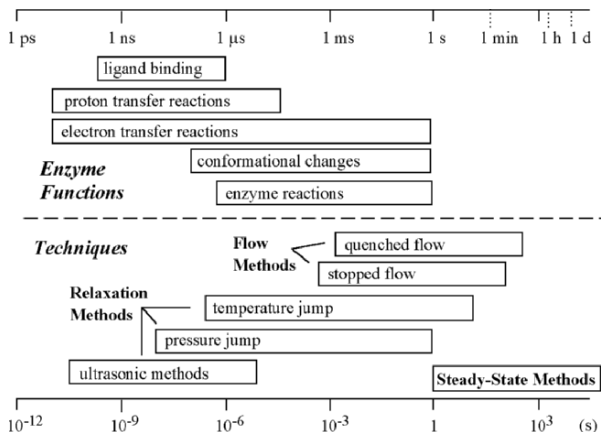 1 ps 1 ns 1 μs 1 ms 1 s 1 min 1 h 1 d
ligand binding
proton transfer reactions
electron transfer reactions
conformational changes
Enzyme
Functions
enzyme reactions
Techniques
Flow
Methods
quenched flow
stopped flow
Relaxation
Methods
temperature jump
pressure jump
ultrasonic methods
Steady-State Methods
10⁻¹² 10⁻⁹ 10⁻⁶ 10⁻³ 1 10³ (s)